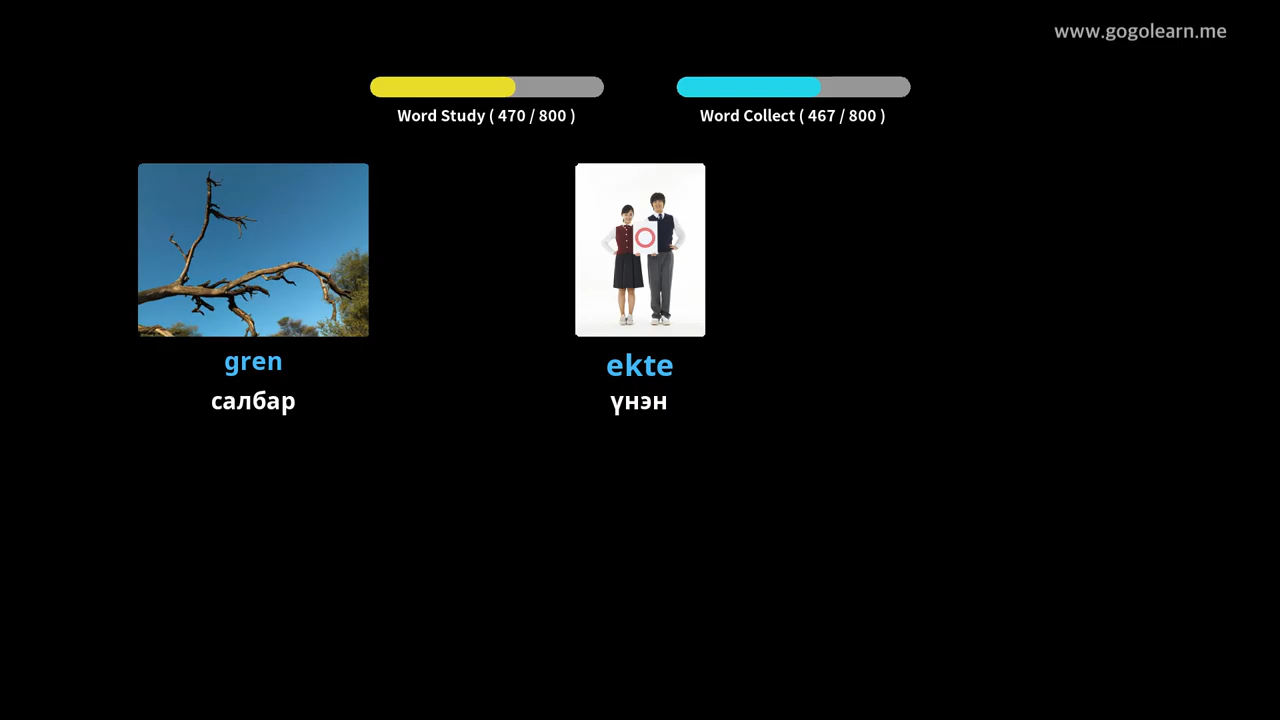 www.gogolearn.me
Word Study ( 470 / 800 )
Word Collect ( 467 / 800 )
gren
салбар
ekte
үнэн